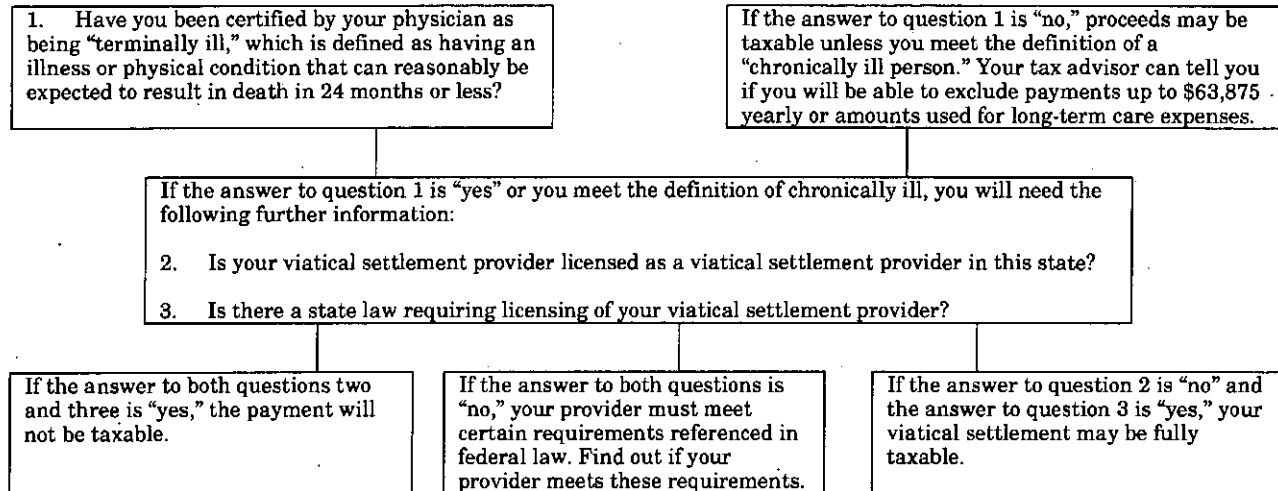 1. Have you been certified by your physician as
being “terminally ill,” which is defined as having an
illness or physical condition that can reasonably be
expected to result in death in 24 months or less?
If the answer to question 1 is “no,” proceeds may be
taxable unless you meet the definition of a
“chronically ill person.” Your tax advisor can tell you
if you will be able to exclude payments up to $63,875
yearly or amounts used for long-term care expenses.
If the answer to question 1 is “yes” or you meet the definition of chronically ill, you will need the
following further information:
2. Is your viatical settlement provider licensed as a viatical settlement provider in this state?
3. Is there a state law requiring licensing of your viatical settlement provider?
If the answer to both questions two
and three is “yes,” the payment will
not be taxable.
If the answer to both questions is
“no,” your provider must meet
certain requirements referenced in
federal law. Find out if your
provider meets these requirements.
If the answer to question 2 is “no” and
the answer to question 3 is “yes,” your
viatical settlement may be fully
taxable.